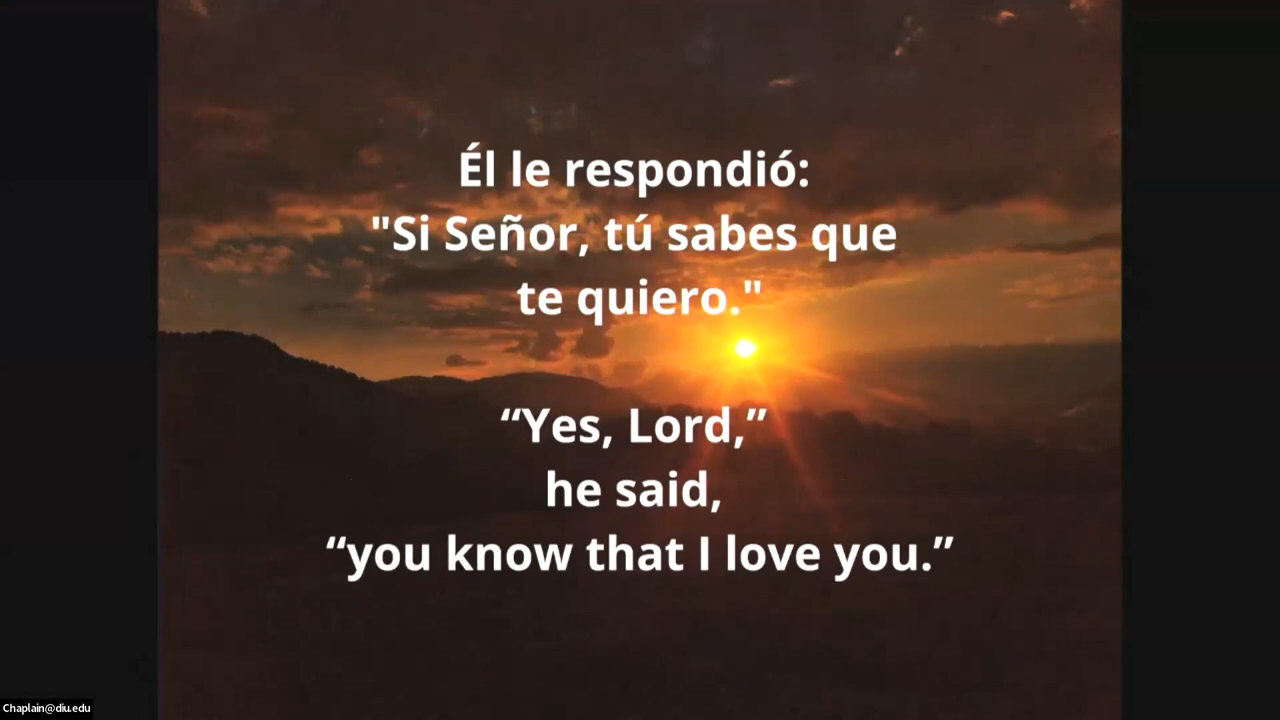 Él le respondió:
"Si Señor, tú sabes que
te quiero."
“Yes, Lord,”
he said,
“you know that I love you.”
Chaplain@diu.edu